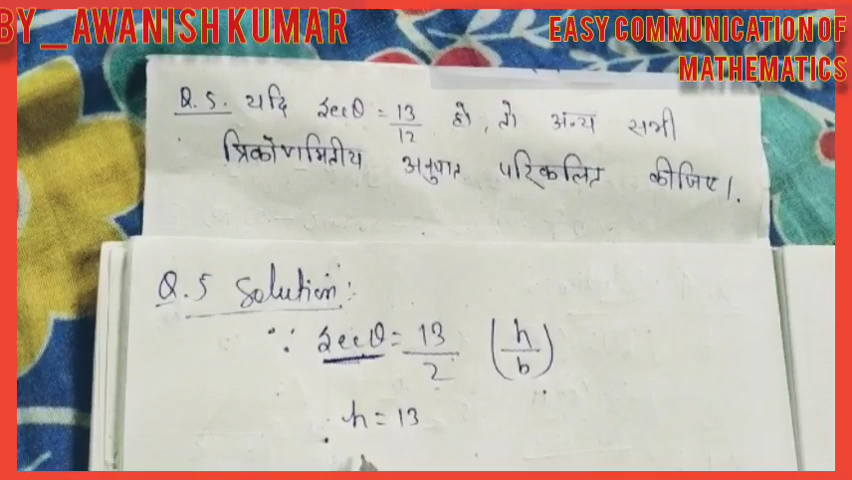 BY_ AWANISH KUMAR
EASY COMMUNICATION OF
MATHEMATICS
Q.5. यदि secθ = 13/12 हो, तो अन्य सभी
त्रिकोणमितीय अनुपात परिकलित कीजिए।.
Q.5 Solution:
∵ secθ = 13/2 (h/b)
∴ h = 13